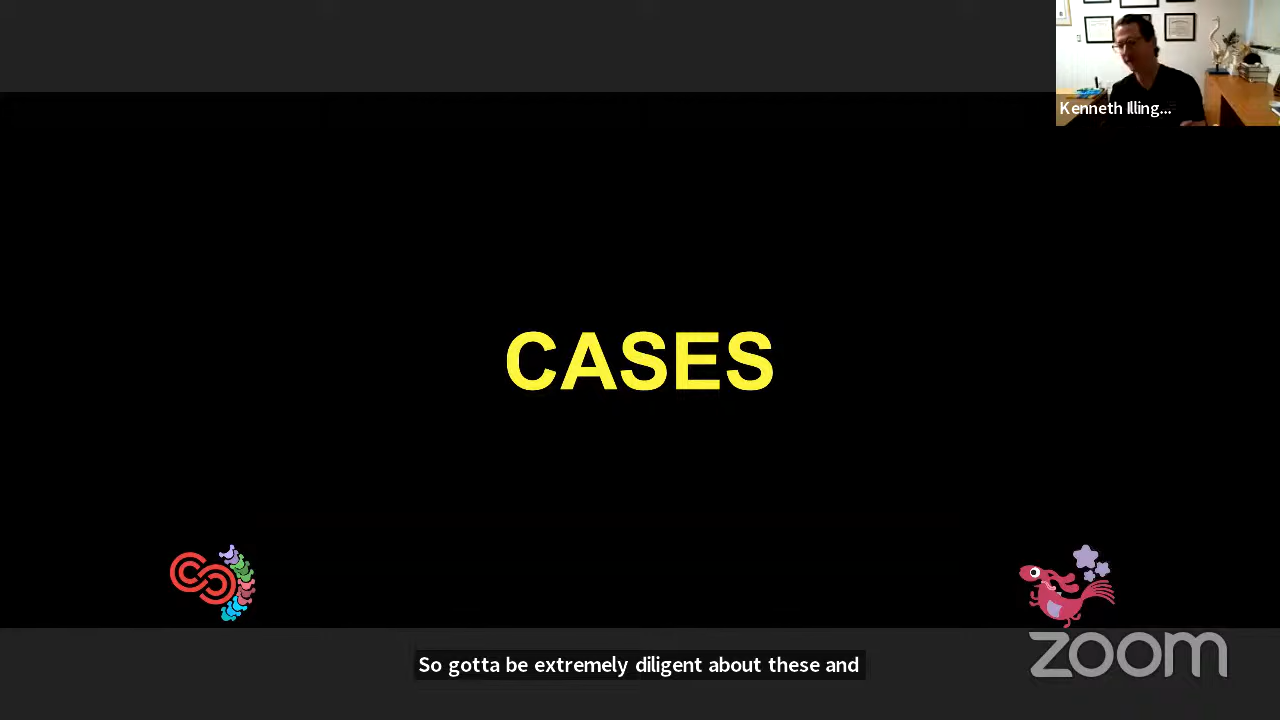 Kenneth Illing...
CASES
zoom
So gotta be extremely diligent about these and